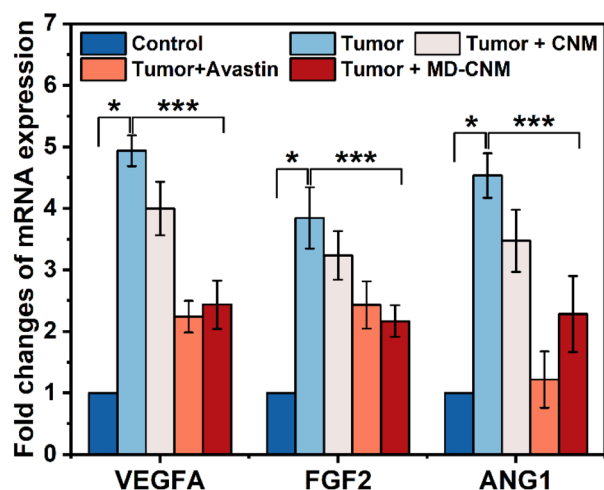 Fold changes of mRNA expression
7
6
5
4
3
2
1
0
Control Tumor Tumor + CNM
Tumor+Avastin Tumor + MD-CNM
* ***
* ***
* ***
VEGFA FGF2 ANG1